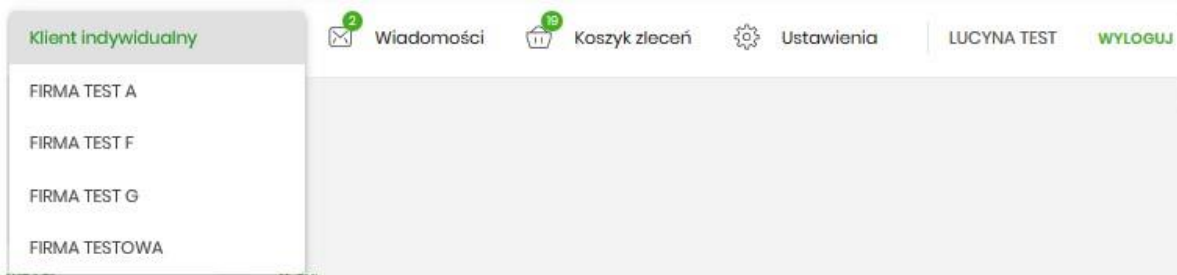 Klient indywidualny
2 Wiadomości 19 Koszyk zleceń Ustawienia LUCYNA TEST WYLOGUJ
FIRMA TEST A
FIRMA TEST F
FIRMA TEST G
FIRMA TESTOWA